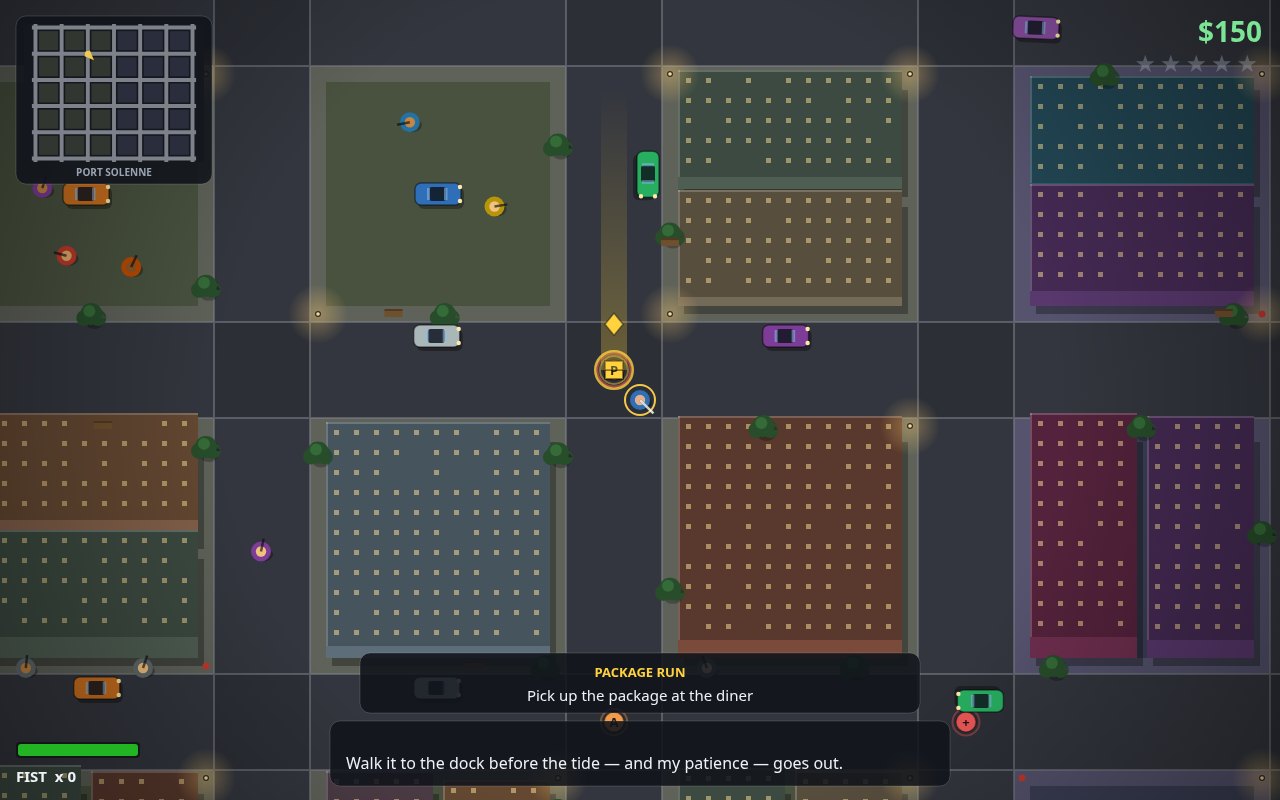 $150
PORT SOLENNE
P
PACKAGE RUN
Pick up the package at the diner
Walk it to the dock before the tide — and my patience — goes out.
FIST x 0